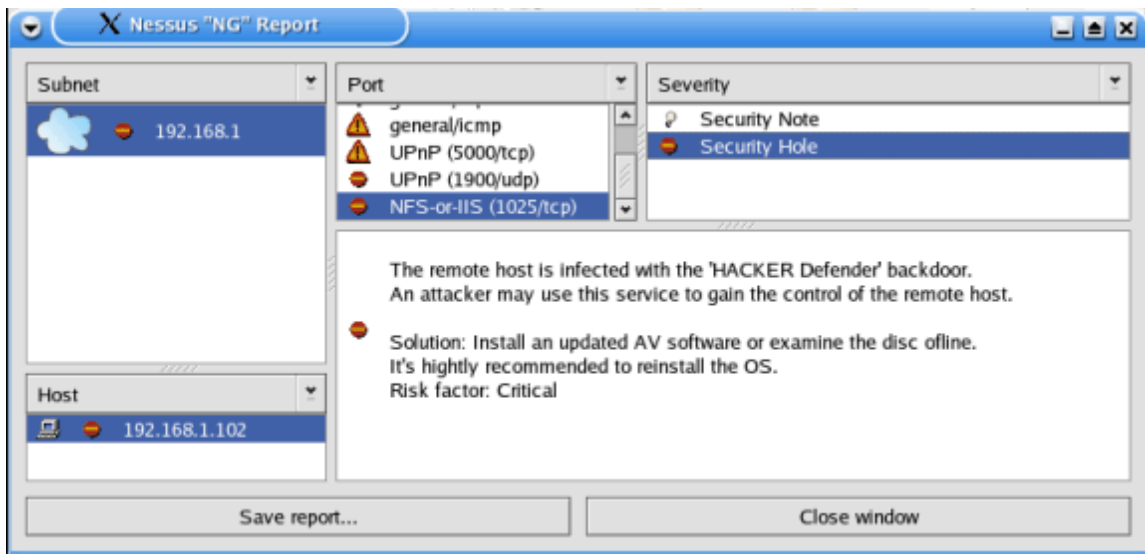 Nessus "NG" Report
Subnet
192.168.1
Port
general/icmp
UPnP (5000/tcp)
UPnP (1900/udp)
NFS-or-IIS (1025/tcp)
Severity
Security Note
Security Hole
The remote host is infected with the 'HACKER Defender' backdoor.
An attacker may use this service to gain the control of the remote host.
Solution: Install an updated AV software or examine the disc ofline.
It's hightly recommended to reinstall the OS.
Risk factor: Critical
Host
192.168.1.102
Save report...
Close window